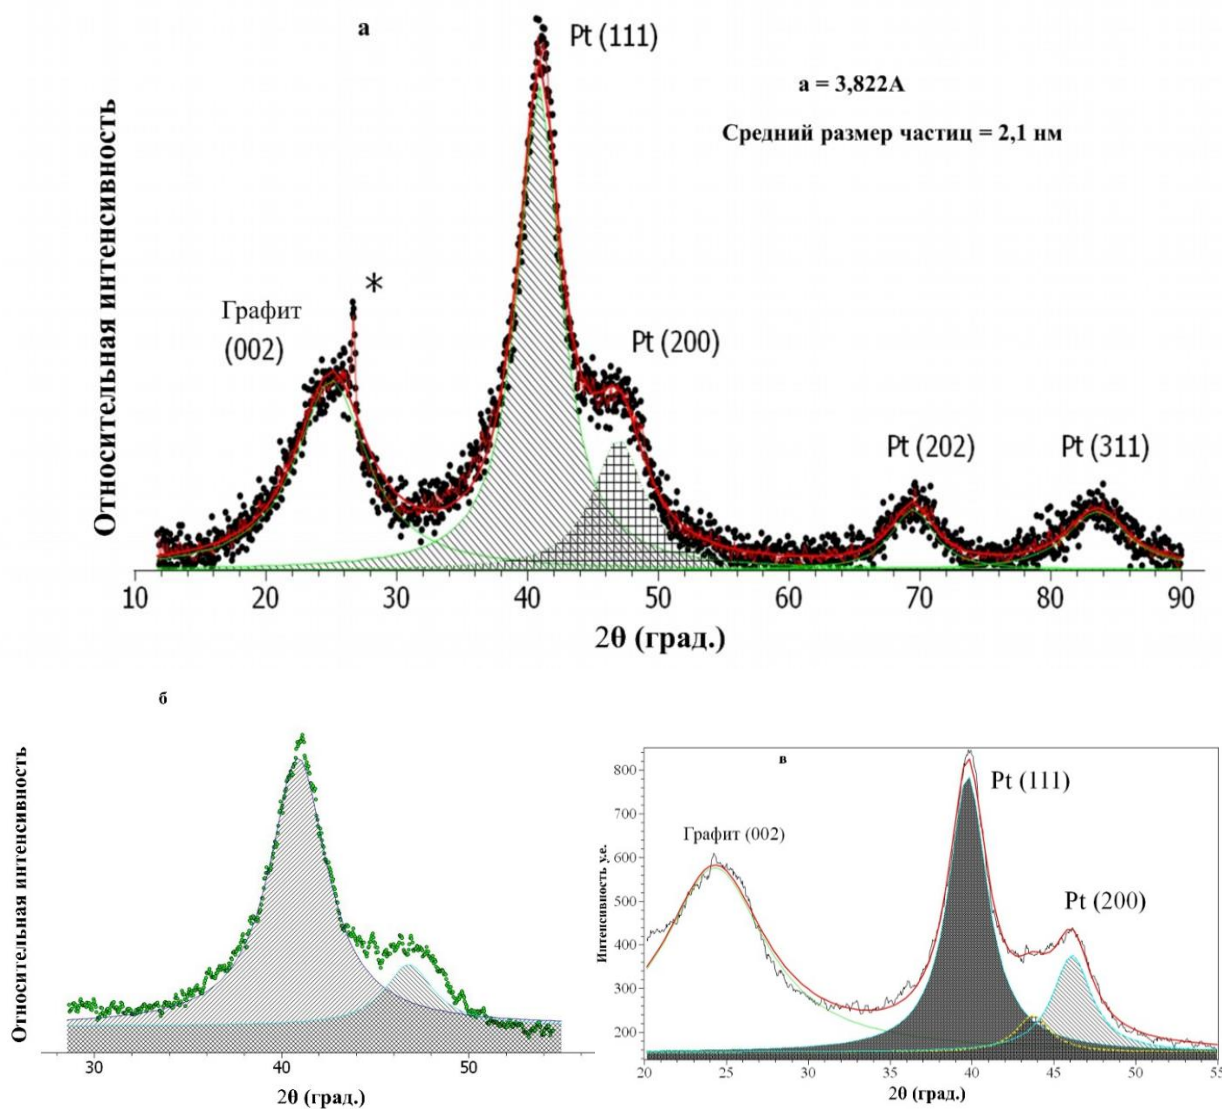 а
Pt (111)
а = 3,822А
Средний размер частиц = 2,1 нм
Относительная интенсивность
*
Графит
(002)
Pt (200)
Pt (202)
Pt (311)
10 20 30 40 50 60 70 80 90
2θ (град.)
б
Относительная интенсивность
30 40 50
2θ (град.)
в
Pt (111)
Графит (002)
Pt (200)
Интенсивность у.е.
800
700
600
500
400
300
200
20 25 30 35 40 45 50 55
2θ (град.)